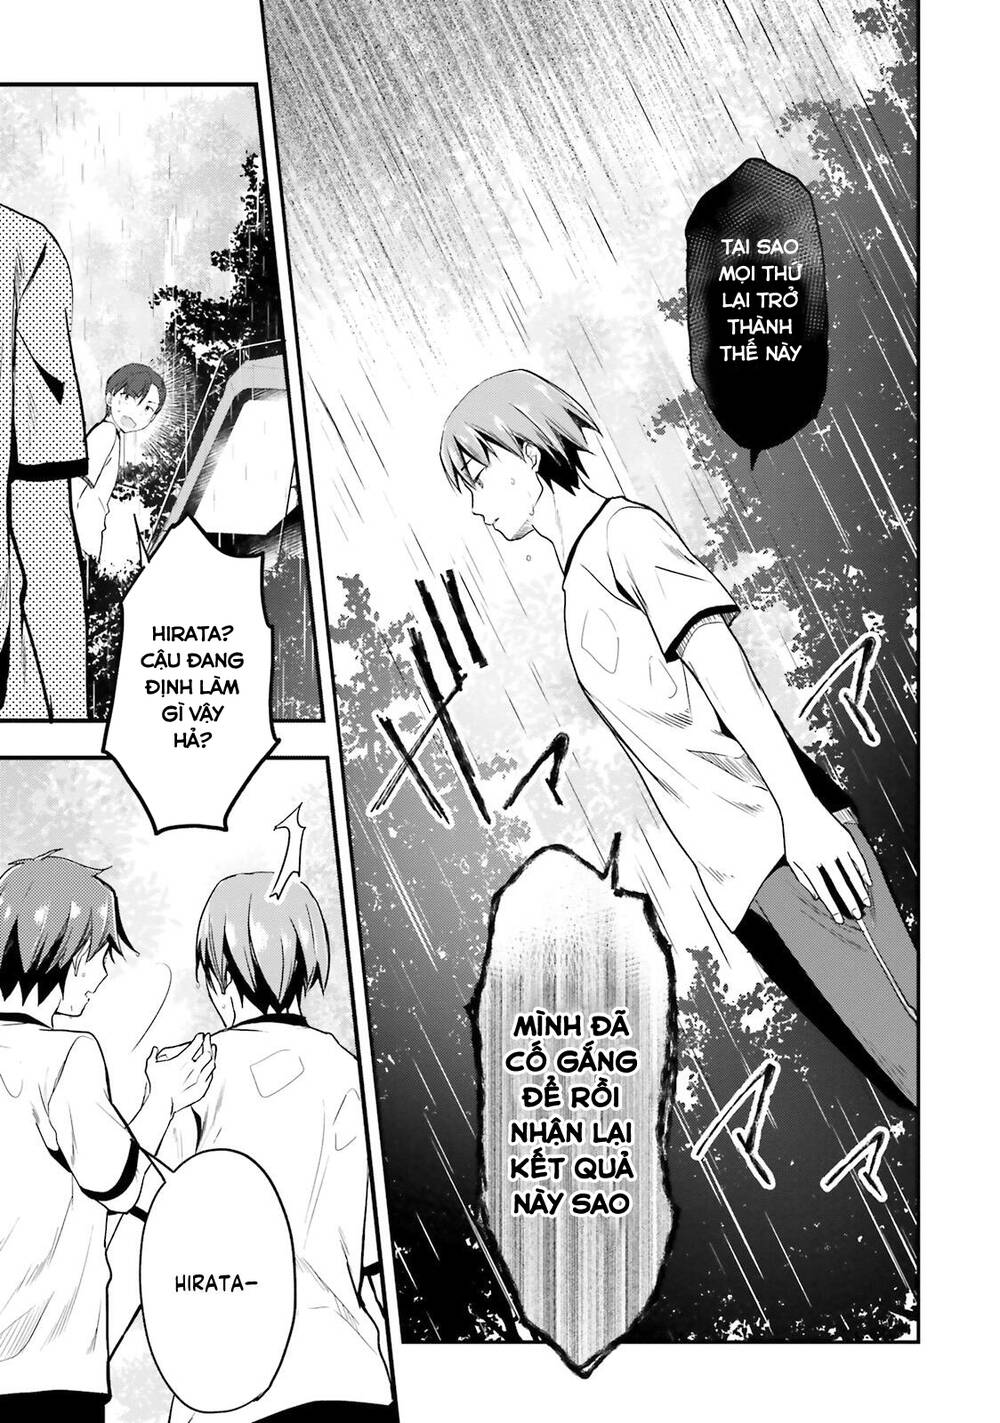 TẠI SAO
MỌI THỨ
LẠI TRỞ
THÀNH
THẾ NÀY
MÌNH ĐÃ
CỐ GẮNG
ĐỂ RỒI
NHẬN LẠI
KẾT QUẢ
NÀY SAO
HIRATA?
CẬU ĐANG
ĐỊNH LÀM
GÌ VẬY
HẢ?
HIRATA-